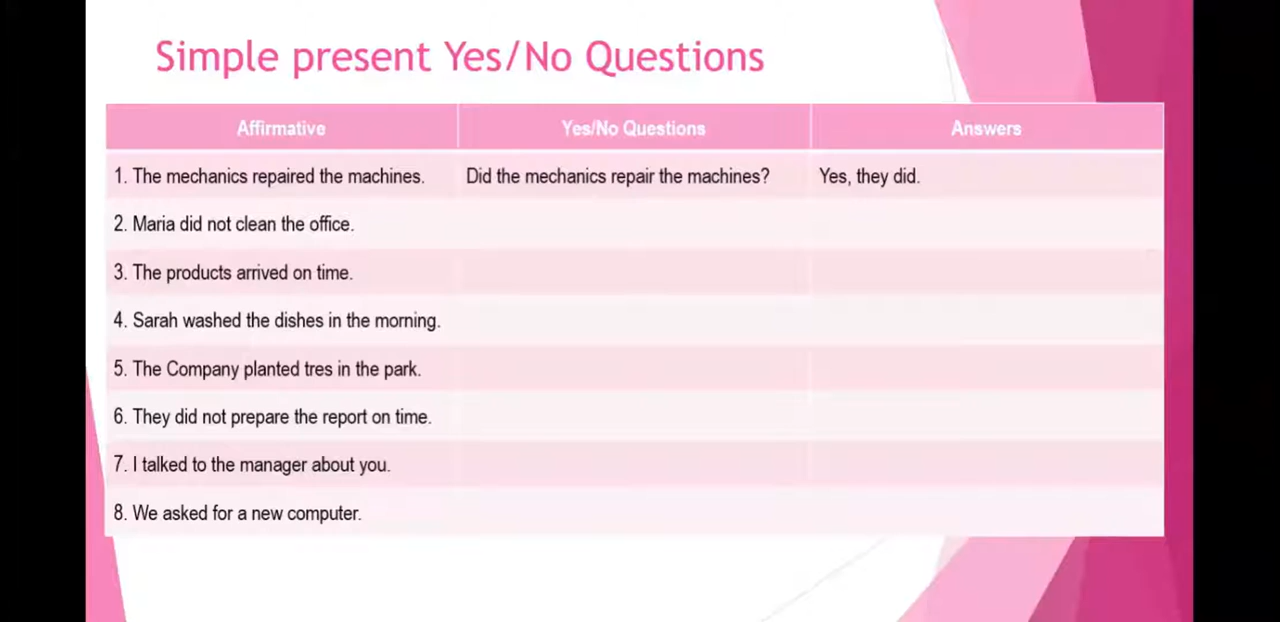 Simple present Yes/No Questions
Affirmative Yes/No Questions Answers
1. The mechanics repaired the machines. Did the mechanics repair the machines? Yes, they did.
2. Maria did not clean the office.
3. The products arrived on time.
4. Sarah washed the dishes in the morning.
5. The Company planted tres in the park.
6. They did not prepare the report on time.
7. I talked to the manager about you.
8. We asked for a new computer.